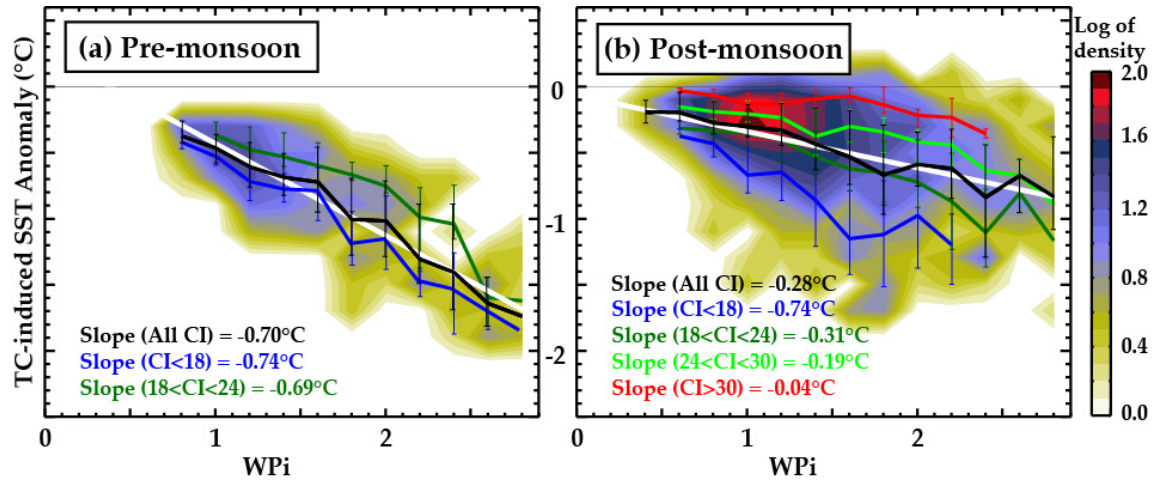 (a) Pre-monsoon
(b) Post-monsoon
Log of
density
TC-induced SST Anomaly (°C)
0
-1
-2
0
-1
-2
2.0
1.6
1.2
0.8
0.4
0.0
Slope (All CI) = -0.70°C
Slope (CI<18) = -0.74°C
Slope (18<CI<24) = -0.69°C
Slope (All CI) = -0.28°C
Slope (CI<18) = -0.74°C
Slope (18<CI<24) = -0.31°C
Slope (24<CI<30) = -0.19°C
Slope (CI>30) = -0.04°C
0 1 2
WPi
0 1 2
WPi